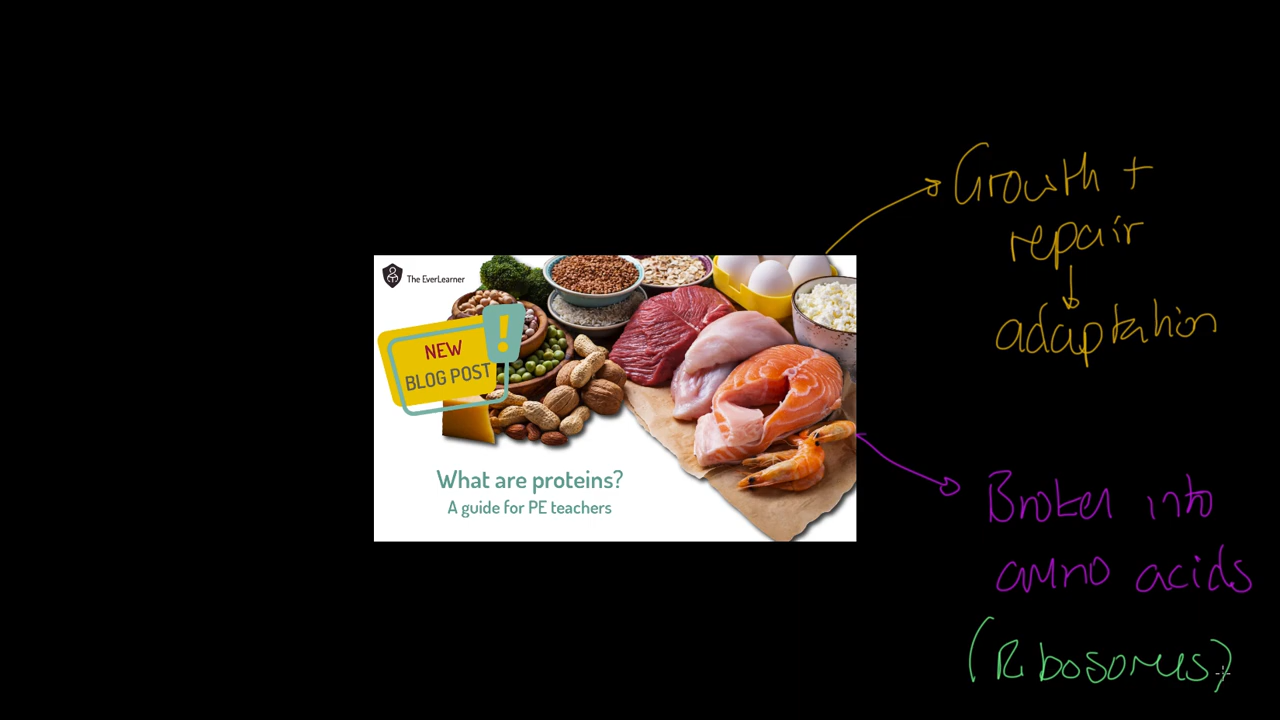 The EverLearner
NEW
BLOG POST
What are proteins?
A guide for PE teachers
Growth +
repair
adaptation
Broken into
amino acids
(Ribosomes)